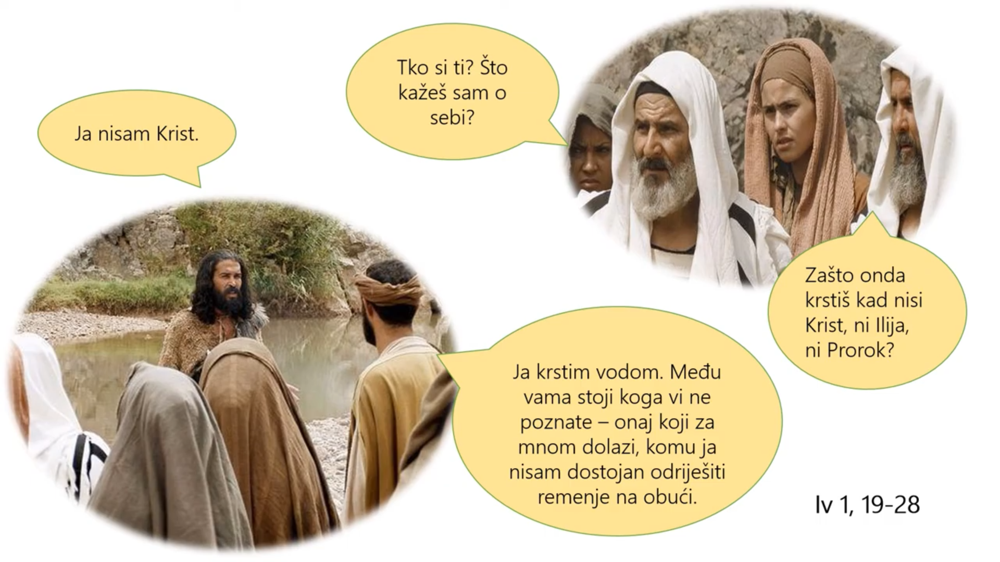 Tko si ti? Što
kažeš sam o
sebi?
Ja nisam Krist.
Zašto onda
krstiš kad nisi
Krist, ni Ilija,
ni Prorok?
Ja krstim vodom. Među
vama stoji koga vi ne
poznate – onaj koji za
mnom dolazi, komu ja
nisam dostojan odriješiti
remenje na obući.
Iv 1, 19-28